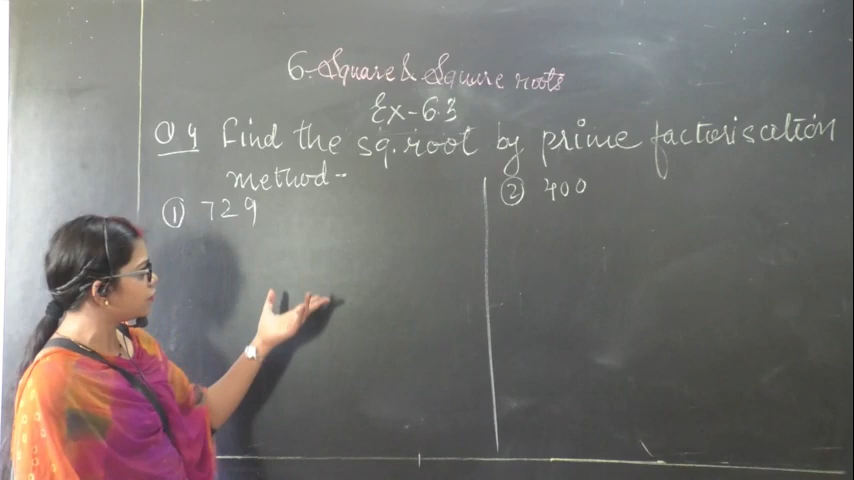 6. Square & Square roots
Ex-6.3
Q 4 Find the sq. root by prime factorisation
method--
① 729
② 400